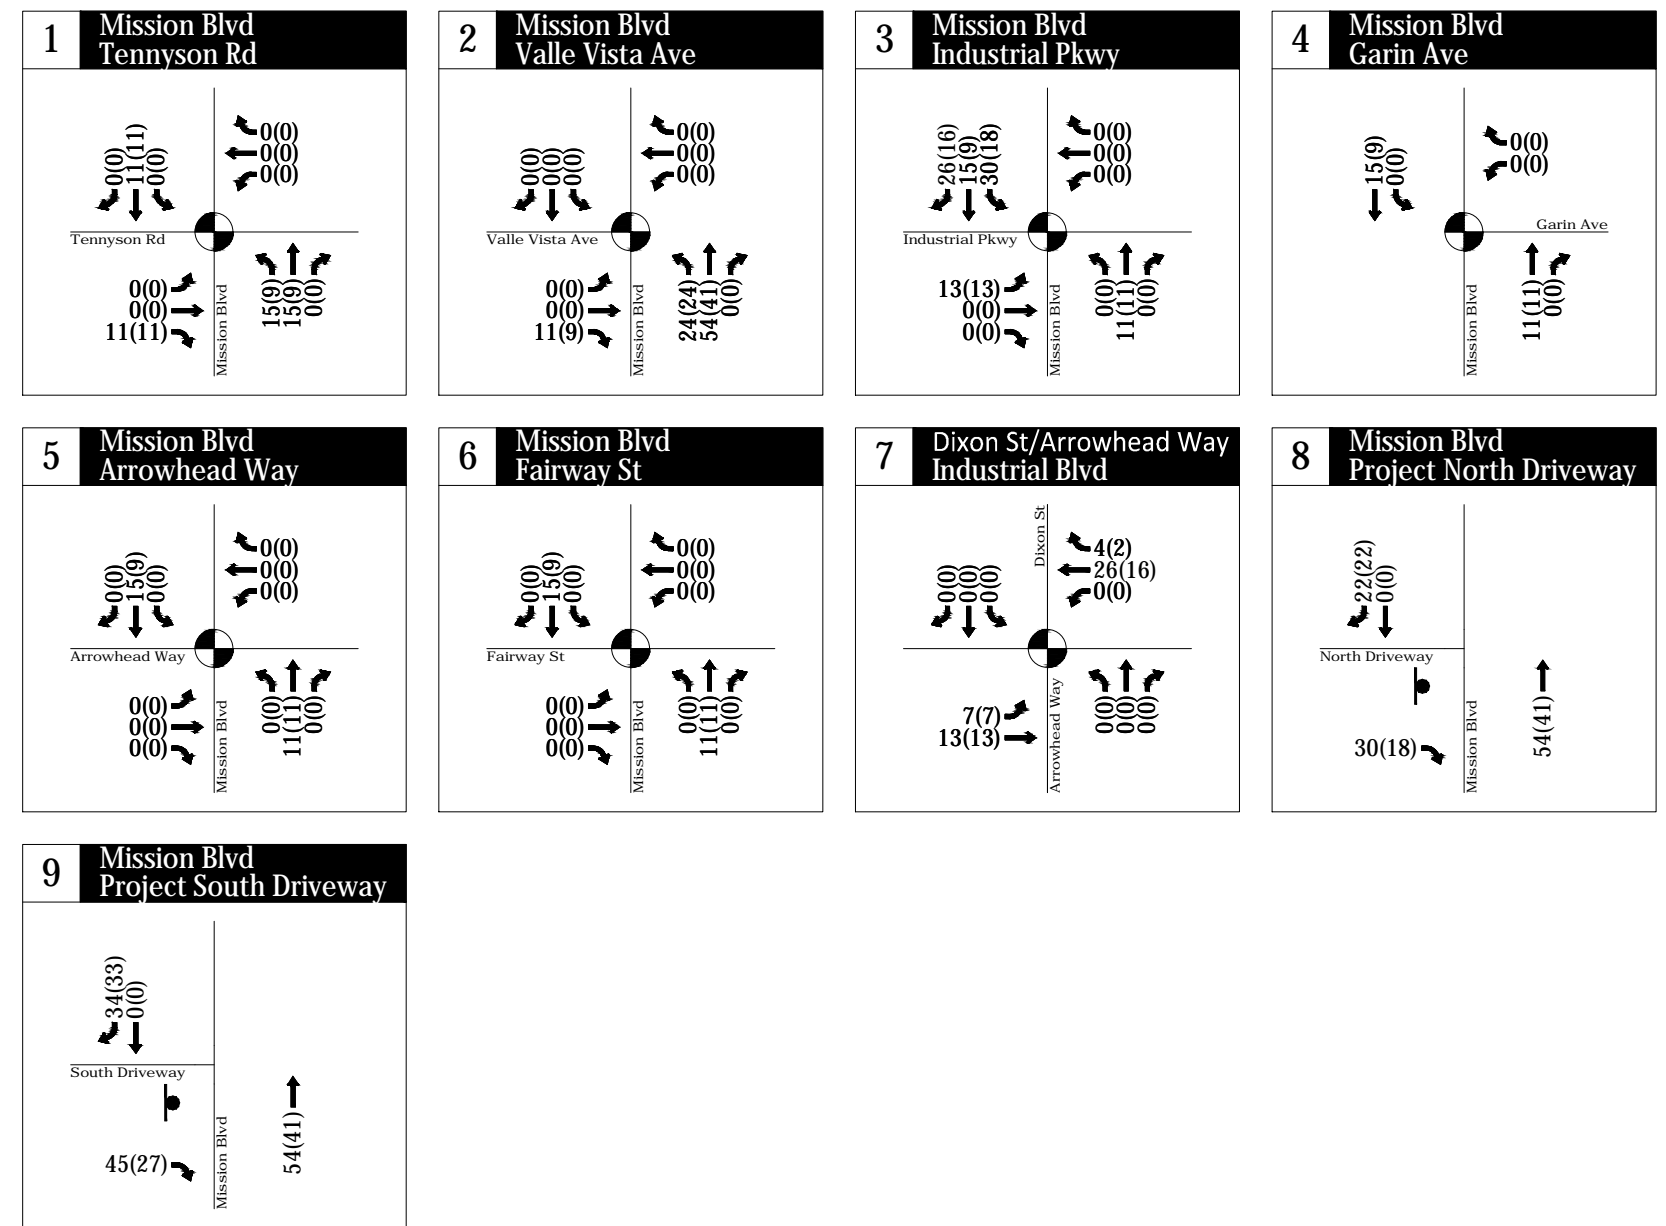 1
Mission Blvd
Tennyson Rd
0(0)
11(11)
0(0)
0(0)
0(0)
0(0)
Tennyson Rd
0(0)
0(0)
11(11)
Mission Blvd
15(9)
15(9)
0(0)
2
Mission Blvd
Valle Vista Ave
0(0)
0(0)
0(0)
0(0)
0(0)
0(0)
Valle Vista Ave
0(0)
0(0)
11(9)
Mission Blvd
24(24)
54(41)
0(0)
3
Mission Blvd
Industrial Pkwy
26(16)
15(9)
30(18)
0(0)
0(0)
0(0)
Industrial Pkwy
13(13)
0(0)
0(0)
Mission Blvd
0(0)
11(11)
0(0)
4
Mission Blvd
Garin Ave
15(9)
0(0)
0(0)
0(0)
Garin Ave
Mission Blvd
11(11)
0(0)
5
Mission Blvd
Arrowhead Way
0(0)
15(9)
0(0)
0(0)
0(0)
0(0)
Arrowhead Way
0(0)
0(0)
0(0)
Mission Blvd
0(0)
11(11)
0(0)
6
Mission Blvd
Fairway St
0(0)
15(9)
0(0)
0(0)
0(0)
0(0)
Fairway St
0(0)
0(0)
0(0)
Mission Blvd
0(0)
11(11)
0(0)
7
Dixon St/Arrowhead Way
Industrial Blvd
Dixon St
0(0)
0(0)
0(0)
4(2)
26(16)
0(0)
7(7)
13(13)
Arrowhead Way
0(0)
0(0)
0(0)
8
Mission Blvd
Project North Driveway
22(22)
0(0)
North Driveway
30(18)
Mission Blvd
54(41)
9
Mission Blvd
Project South Driveway
34(33)
0(0)
South Driveway
45(27)
Mission Blvd
54(41)